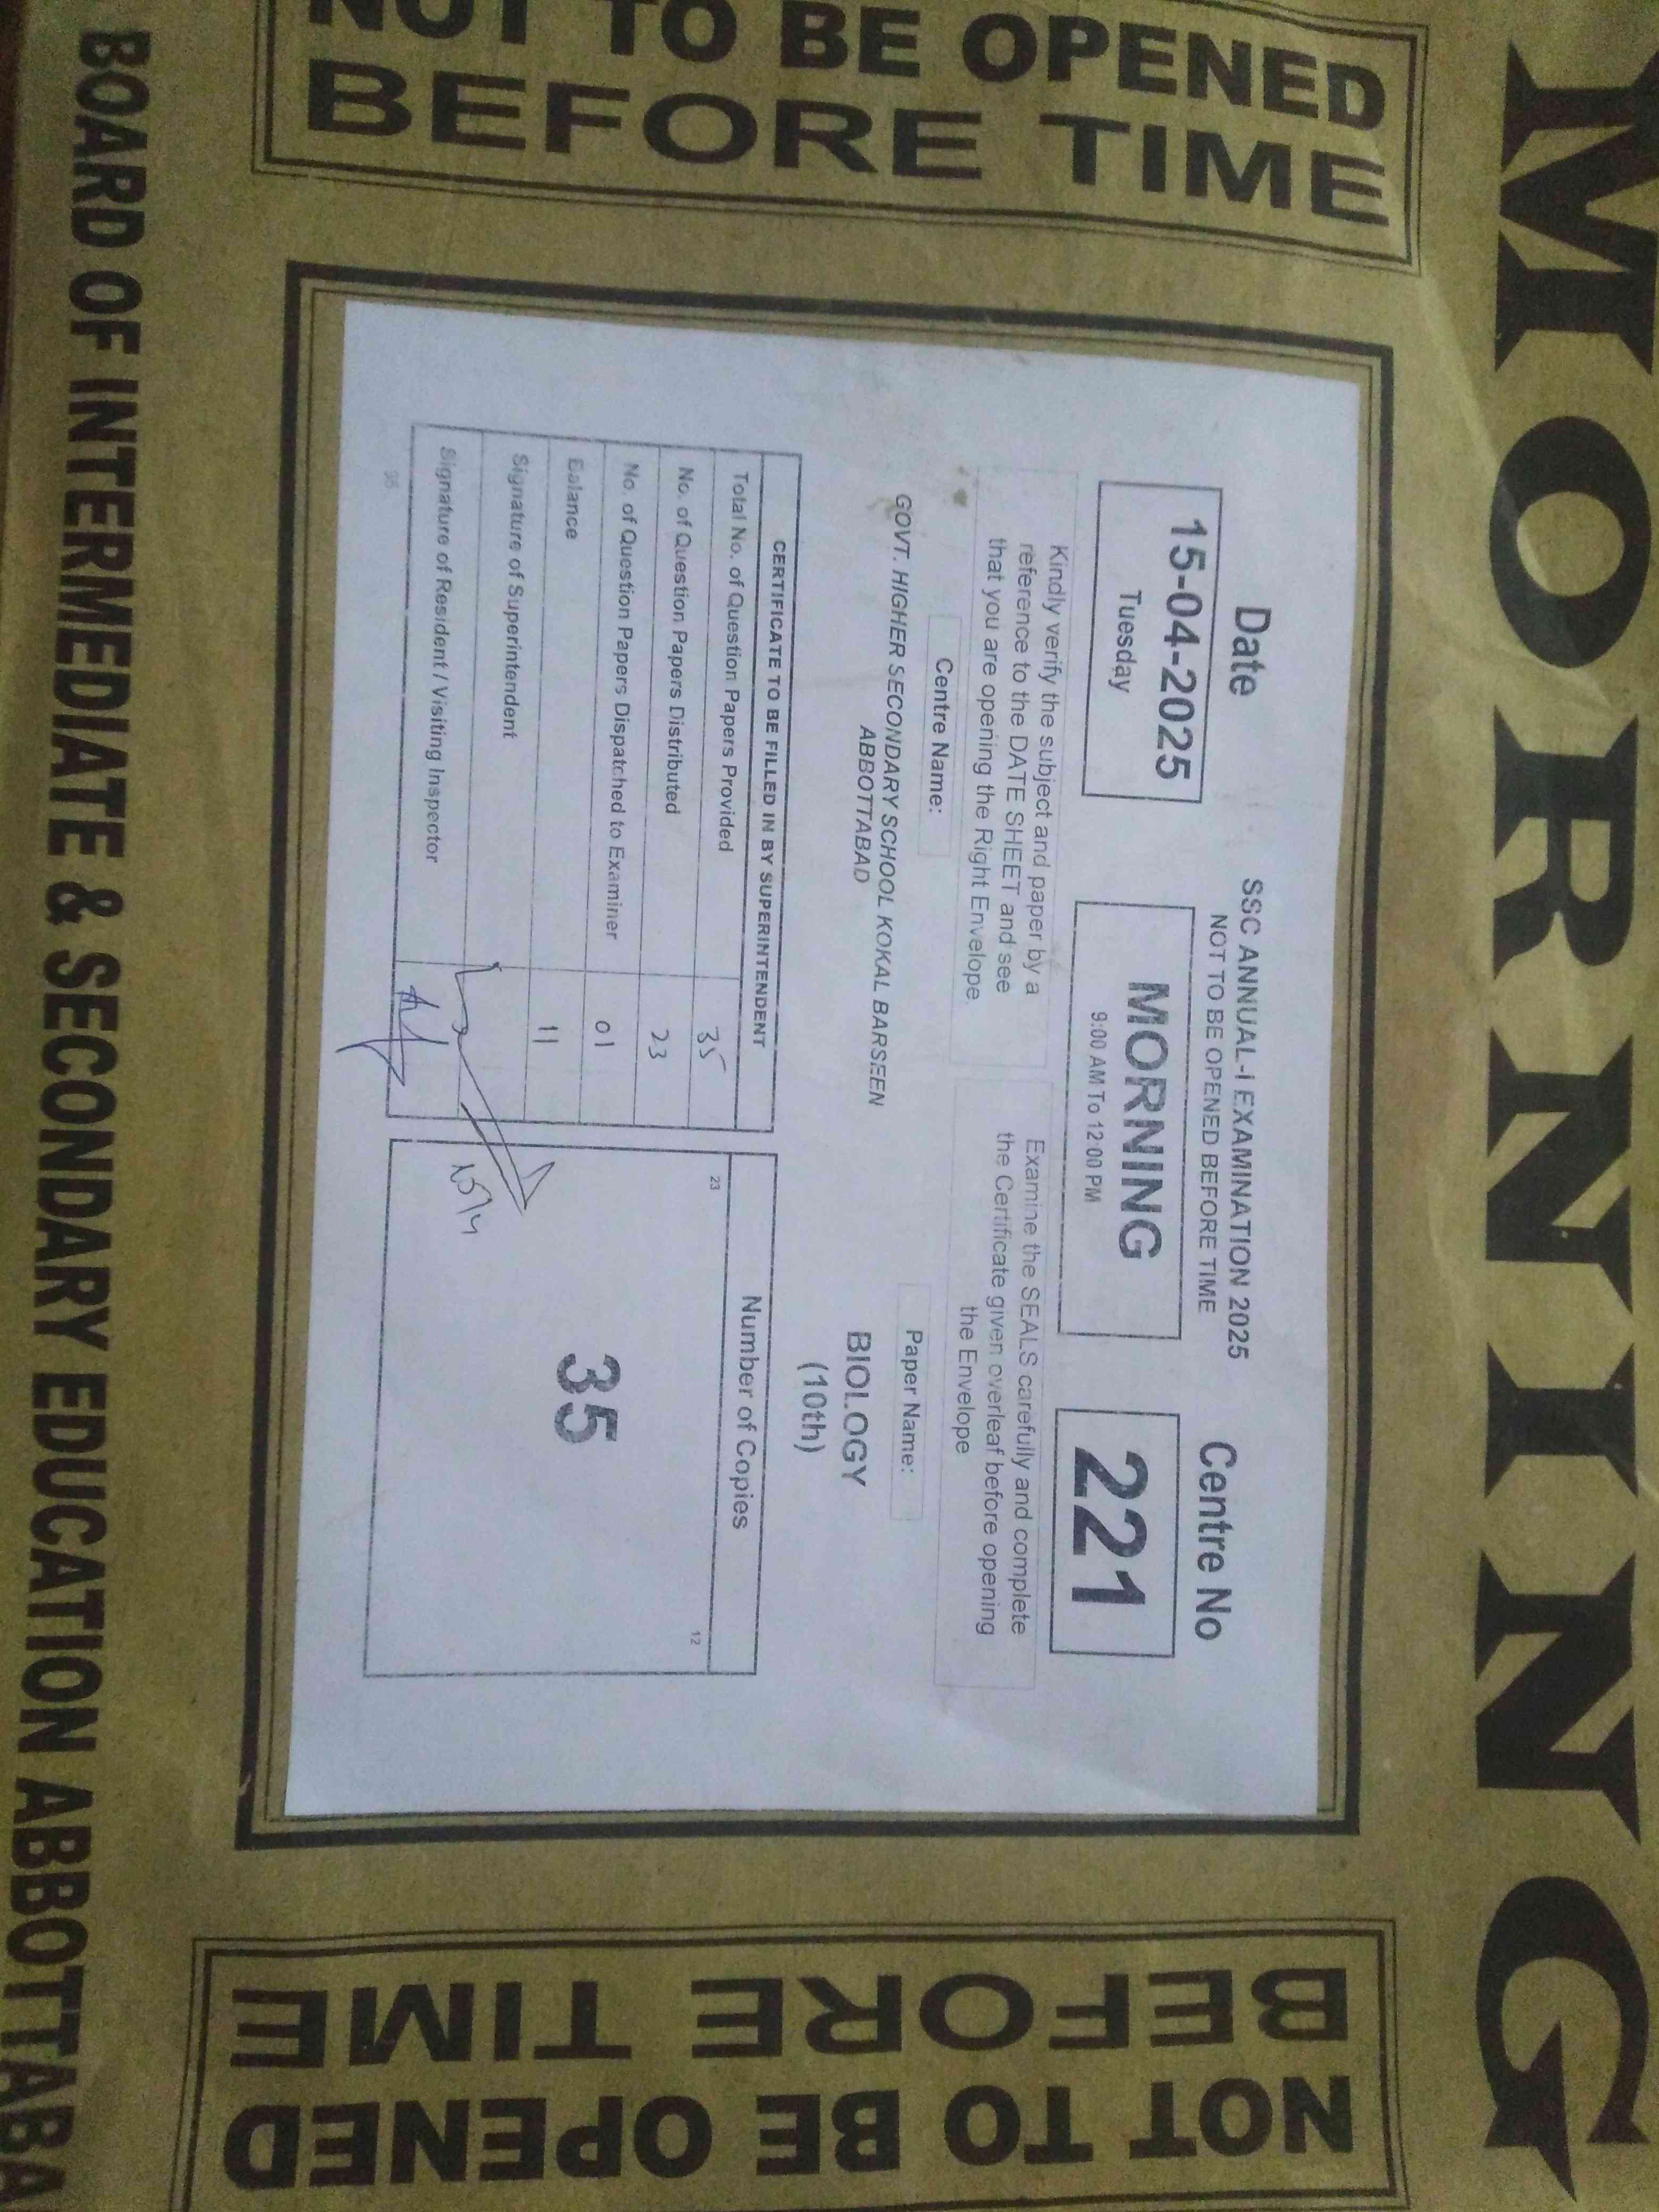 MORNING
NOT TO BE OPENED
BEFORE TIME
SSC ANNUAL-I EXAMINATION 2025
NOT TO BE OPENED BEFORE TIME
Date
15-04-2025
Tuesday
MORNING
9:00 AM To 12:00 PM
Centre No
221
Kindly verify the subject and paper by a
reference to the DATE SHEET and see
that you are opening the Right Envelope.
Examine the SEALS carefully and complete
the Certificate given overleaf before opening
the Envelope
Centre Name:
GOVT. HIGHER SECONDARY SCHOOL KOKAL BARSEEN
ABBOTTABAD
Paper Name:
BIOLOGY
(10th)
CERTIFICATE TO BE FILLED IN BY SUPERINTENDENT
Total No. of Question Papers Provided 35
No. of Question Papers Distributed 23
No. of Question Papers Dispatched to Examiner 01
Balance 11
Signature of Superintendent
Signature of Resident / Visiting Inspector
Number of Copies
23
12
35
15/4
NOT TO BE OPENED
BEFORE TIME
BOARD OF INTERMEDIATE & SECONDARY EDUCATION ABBOTTABA